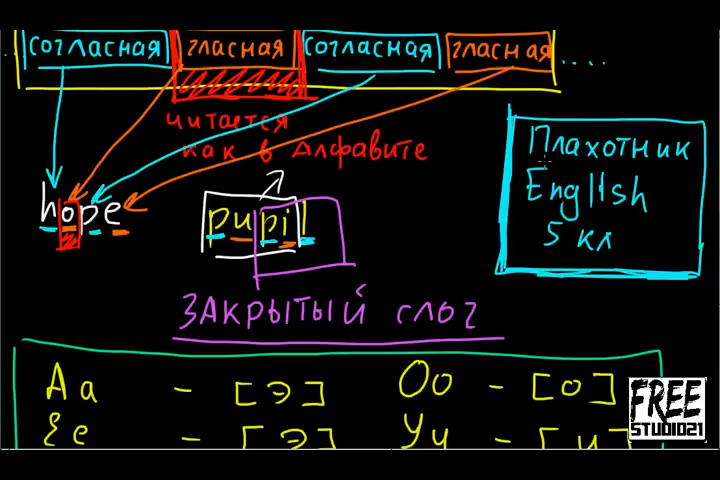 согласная гласная согласная гласная ....
читается
как в Алфавите
Плахотник
English
5 кл
hope
pupil
ЗАКРЫТЫЙ СЛОГ
Aa - [э] Oo - [о]
Ee - [э]
FREE
STUDIO21